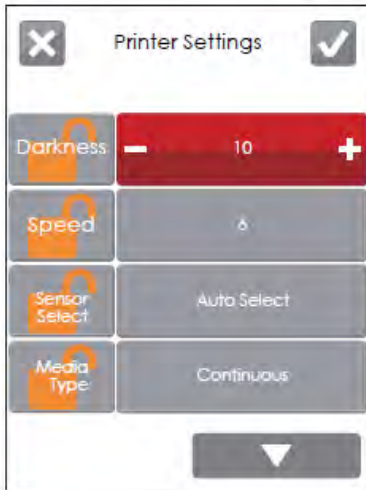 Printer Settings
Darkness
10
Speed
6
Sensor
Select
Auto Select
Media
Type
Continuous